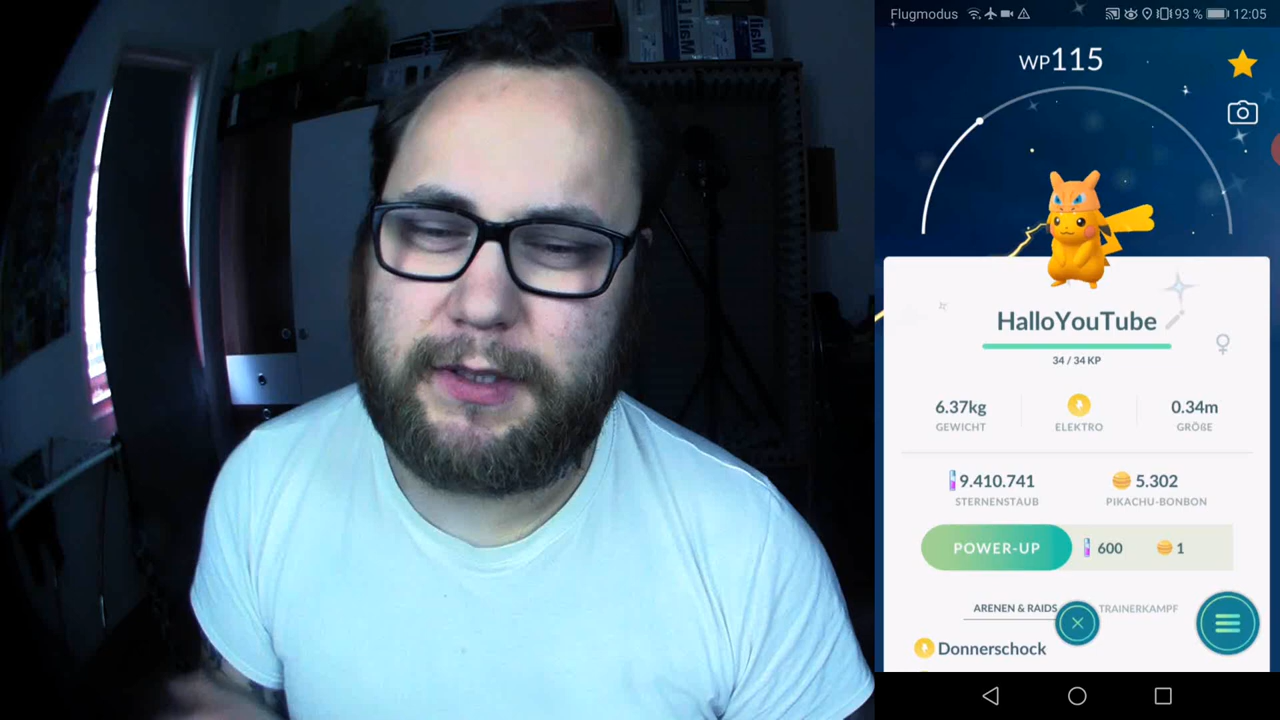 Flugmodus
93 % 12:05
WP115
HalloYouTube
34 / 34 KP
6.37kg
GEWICHT
ELEKTRO
0.34m
GRÖßE
9.410.741
STERNENSTAUB
5.302
PIKACHU-BONBON
POWER-UP
600
1
ARENEN & RAIDS
TRAINERKAMPF
Donnerschock